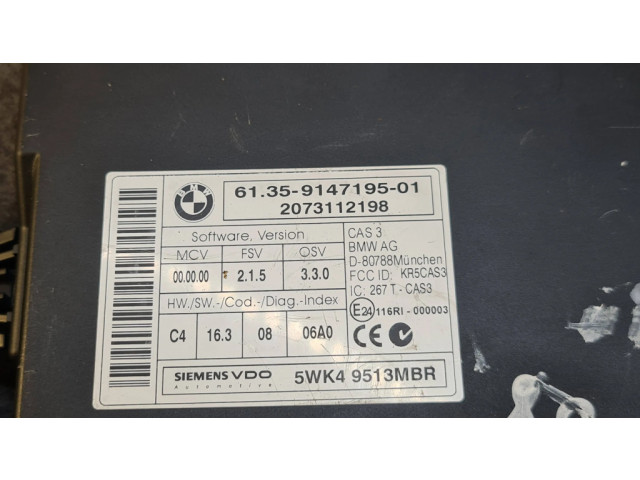 BMW
61.35-9147195-01
2073112198
Software, Version
MCV FSV OSV
00.00.00 2.1.5 3.3.0
HW./SW.-/Cod.-/Diag.-Index
C4 16.3 08 06A0
CAS 3
BMW AG
D-80788München
FCC ID: KR5CAS3
IC: 267 T - CAS3
E24 116RI-000003
CE
SIEMENS VDO
Automotive
5WK4 9513MBR